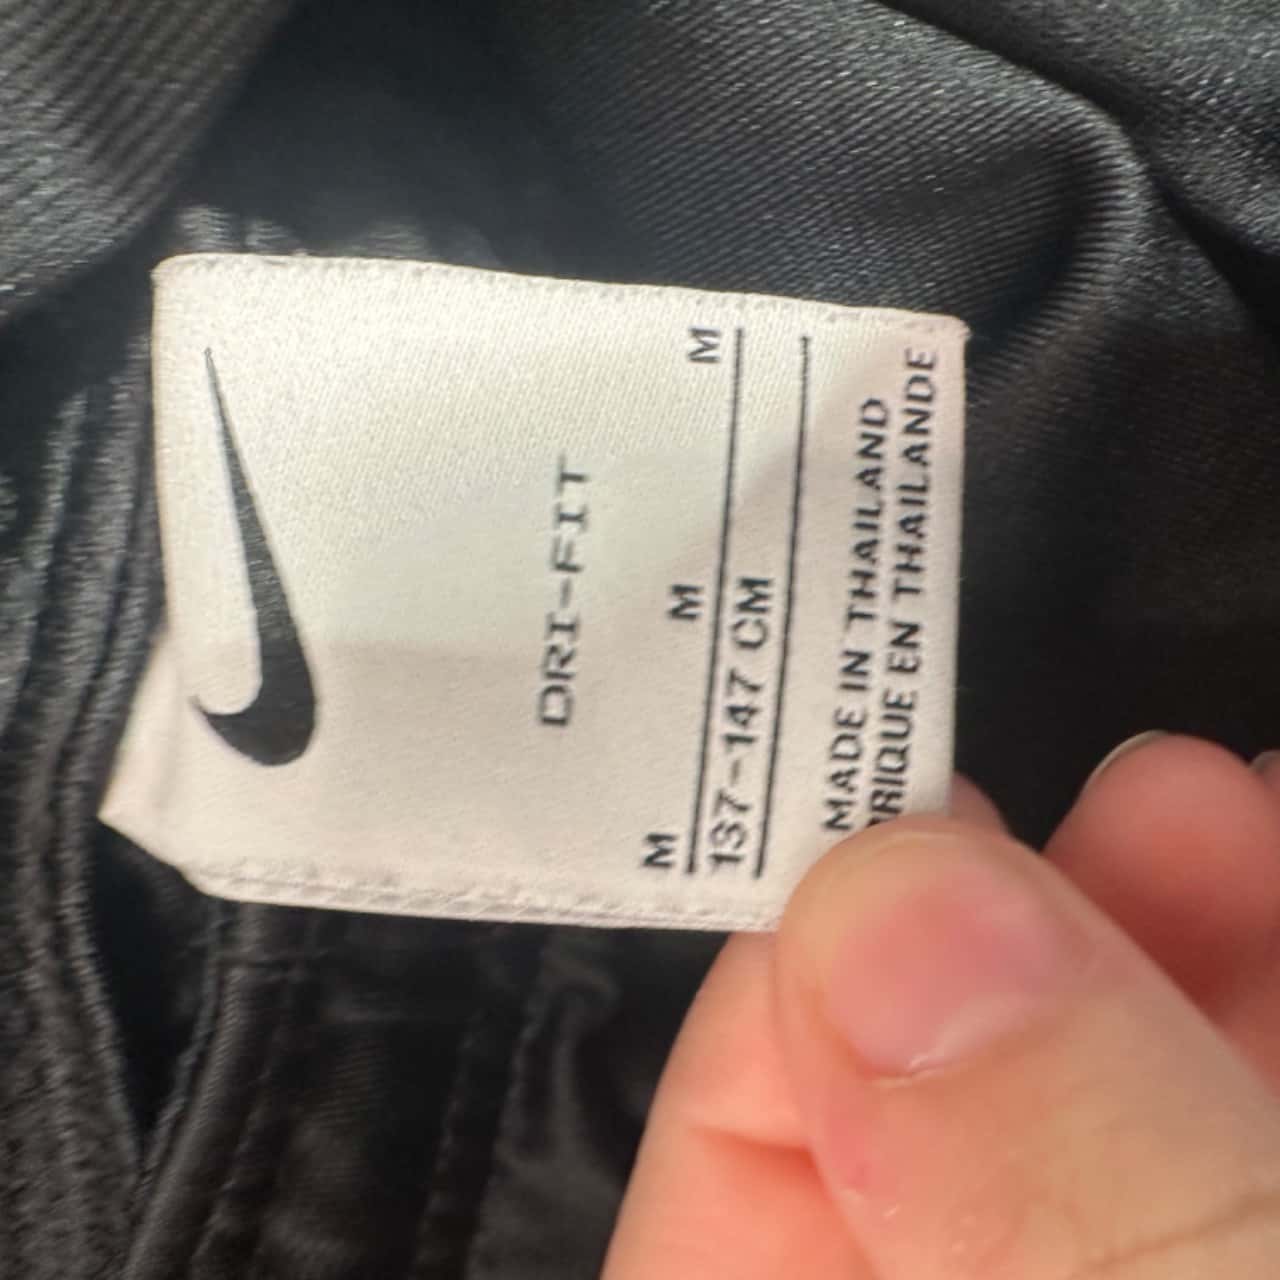 DRI-FIT
M M M
137-147 CM
MADE IN THAILAND
EN THAILANDE